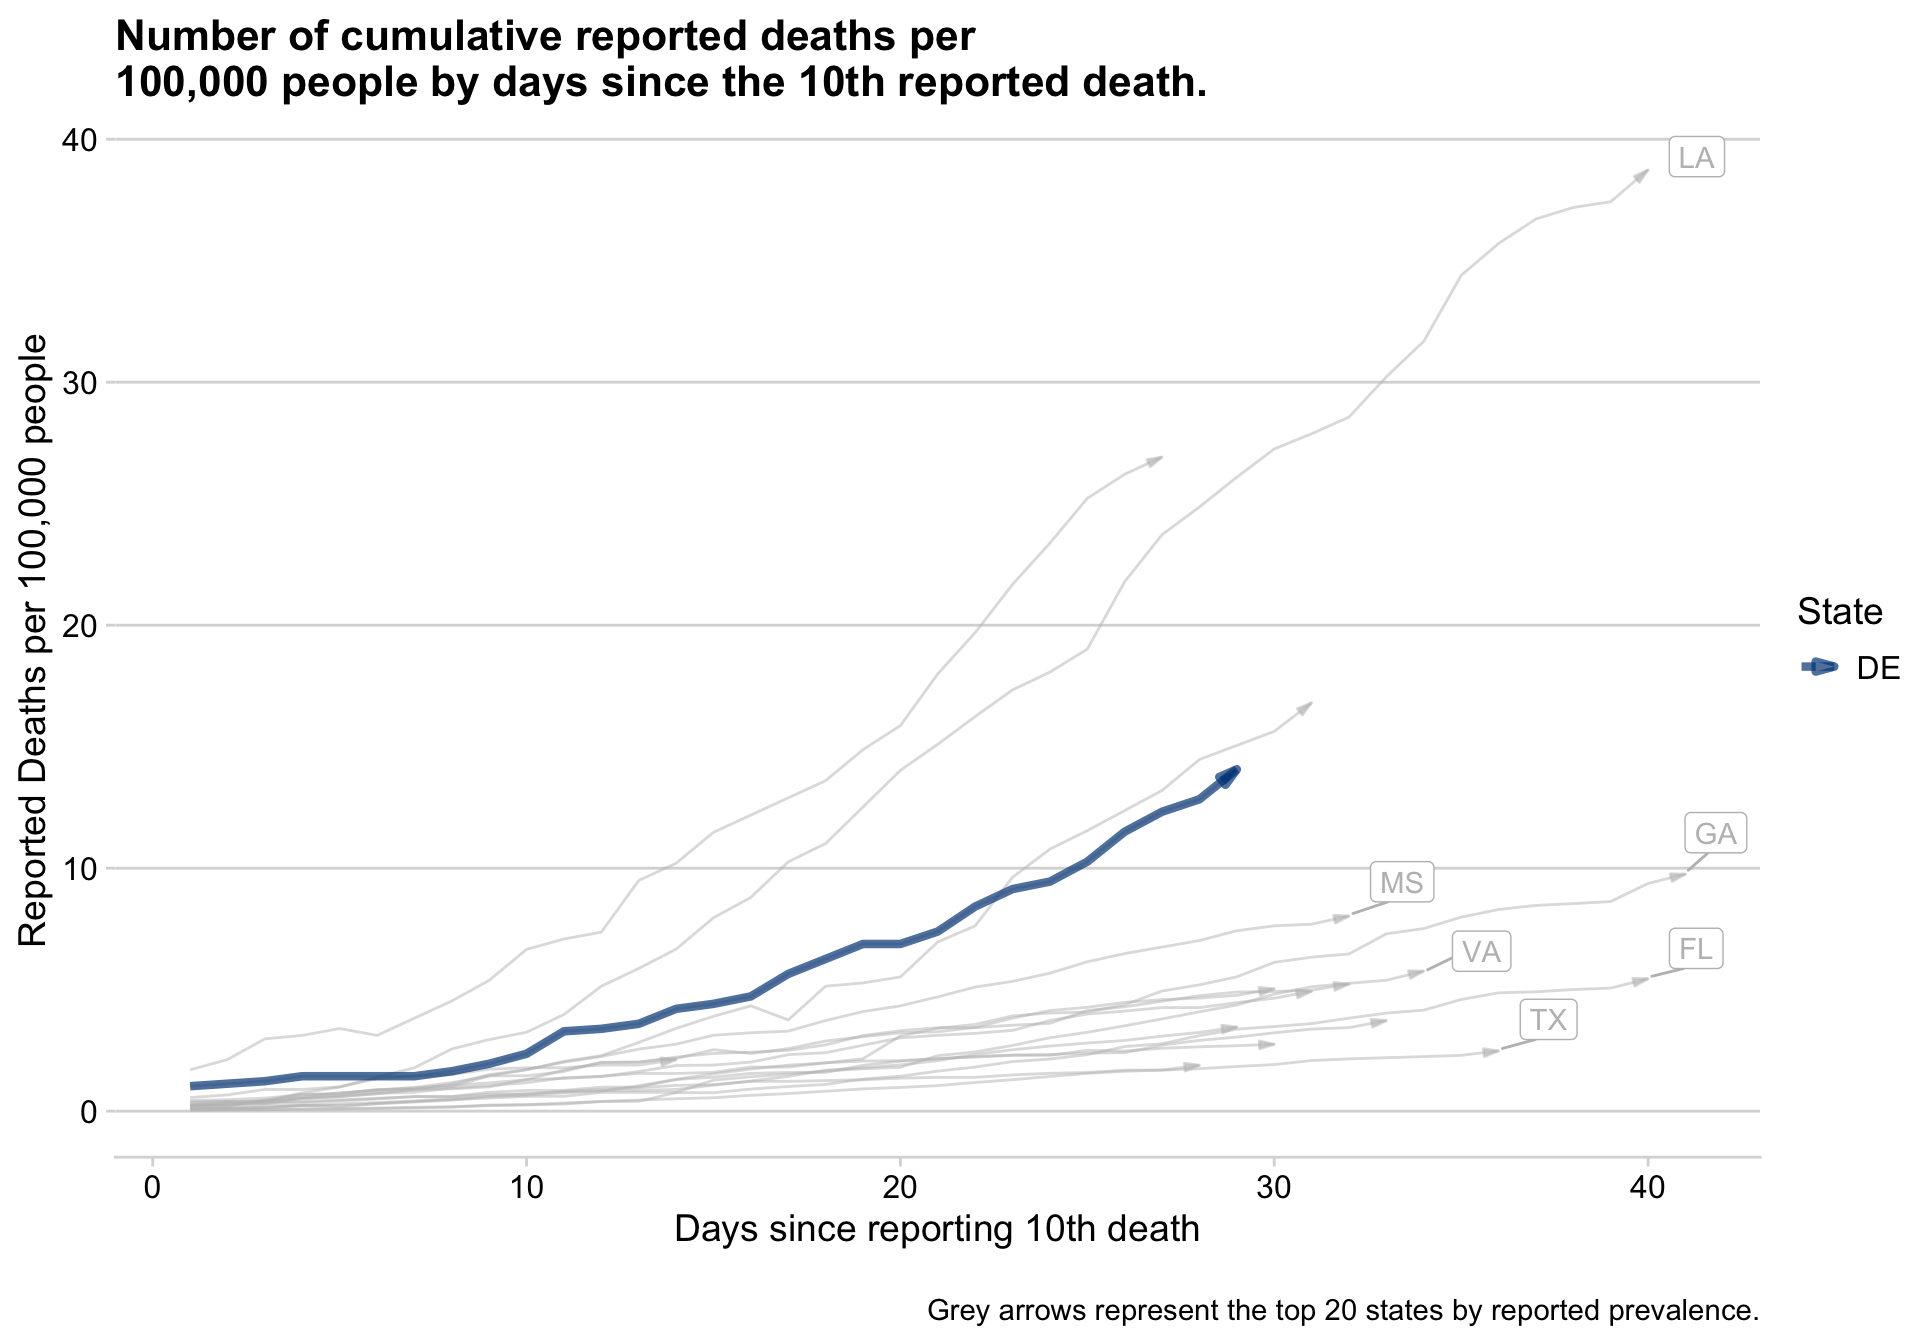 Number of cumulative reported deaths per
100,000 people by days since the 10th reported death.
Reported Deaths per 100,000 people
40
30
20
10
0
LA
GA
MS
VA
FL
TX
State
DE
0 10 20 30 40
Days since reporting 10th death
Grey arrows represent the top 20 states by reported prevalence.